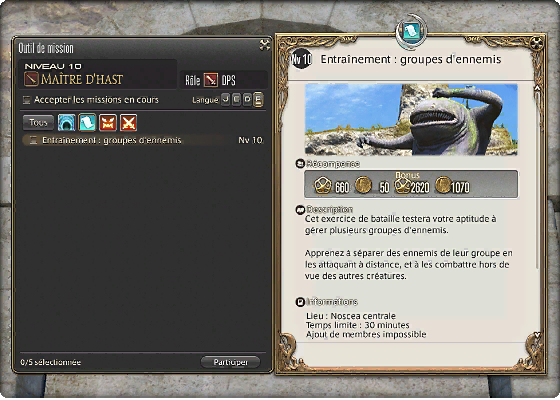 Outil de mission
NIVEAU 10
MAÎTRE D'HAST
Rôle DPS
Accepter les missions en cours
Langue J E D F
Tous
Entraînement : groupes d'ennemis Nv 10
0/5 sélectionnée
Participer
Nv 10 Entraînement : groupes d'ennemis
Récompense
Bonus
660 50 2620 1070
Description
Cet exercice de bataille testera votre aptitude à
gérer plusieurs groupes d'ennemis.
Apprenez à séparer des ennemis de leur groupe en
les attaquant à distance, et à les combattre hors de
vue des autres créatures.
Informations
Lieu : Noscea centrale
Temps limite : 30 minutes
Ajout de membres impossible